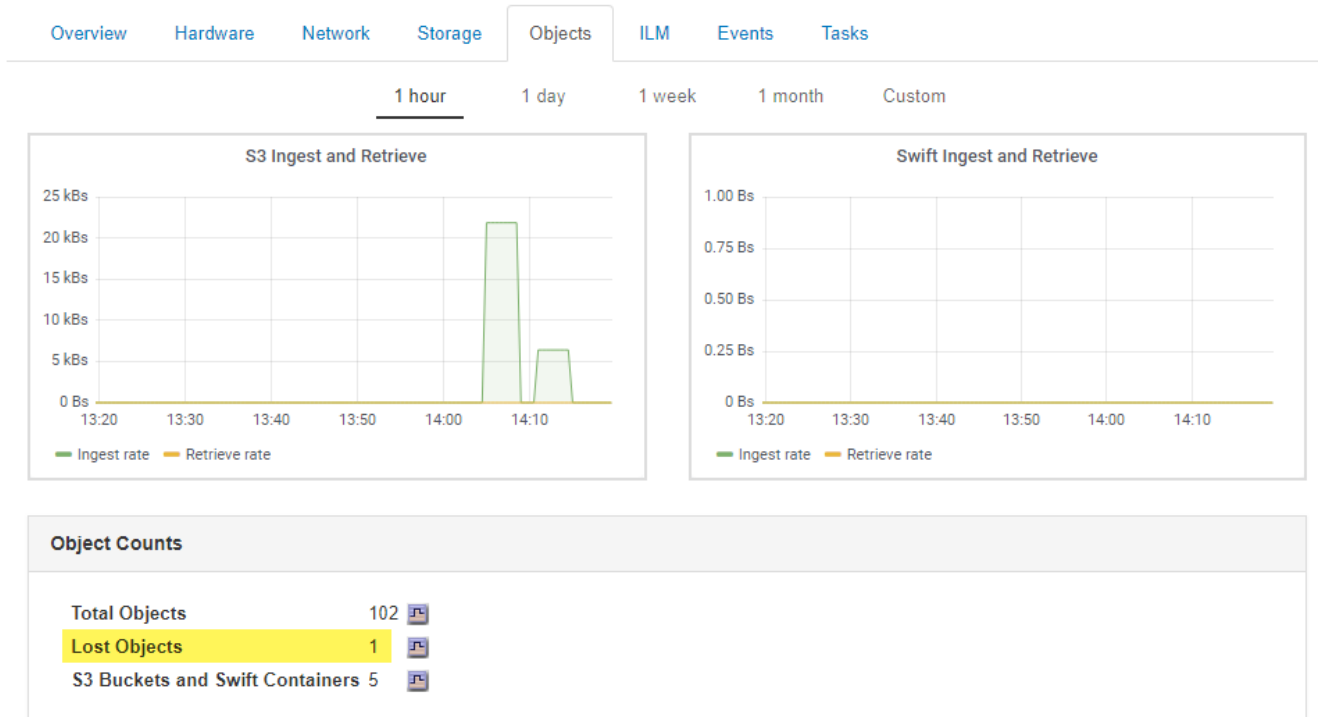 Overview Hardware Network Storage Objects ILM Events Tasks
1 hour 1 day 1 week 1 month Custom
S3 Ingest and Retrieve
25 kBs
20 kBs
15 kBs
10 kBs
5 kBs
0 Bs
13:20 13:30 13:40 13:50 14:00 14:10
Ingest rate Retrieve rate
Swift Ingest and Retrieve
1.00 Bs
0.75 Bs
0.50 Bs
0.25 Bs
0 Bs
13:20 13:30 13:40 13:50 14:00 14:10
Ingest rate Retrieve rate
Object Counts
Total Objects 102
Lost Objects 1
S3 Buckets and Swift Containers 5